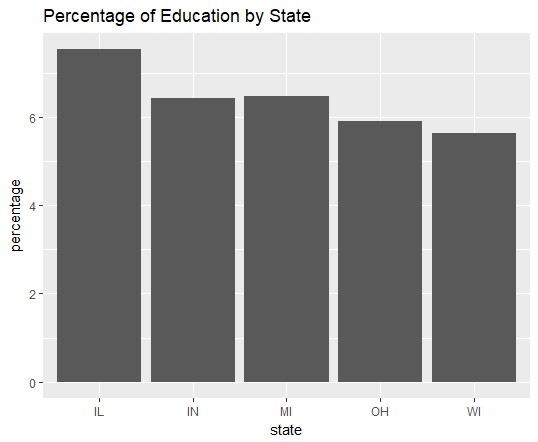 Percentage of Education by State
percentage
6
4
2
0
IL IN MI OH WI
state